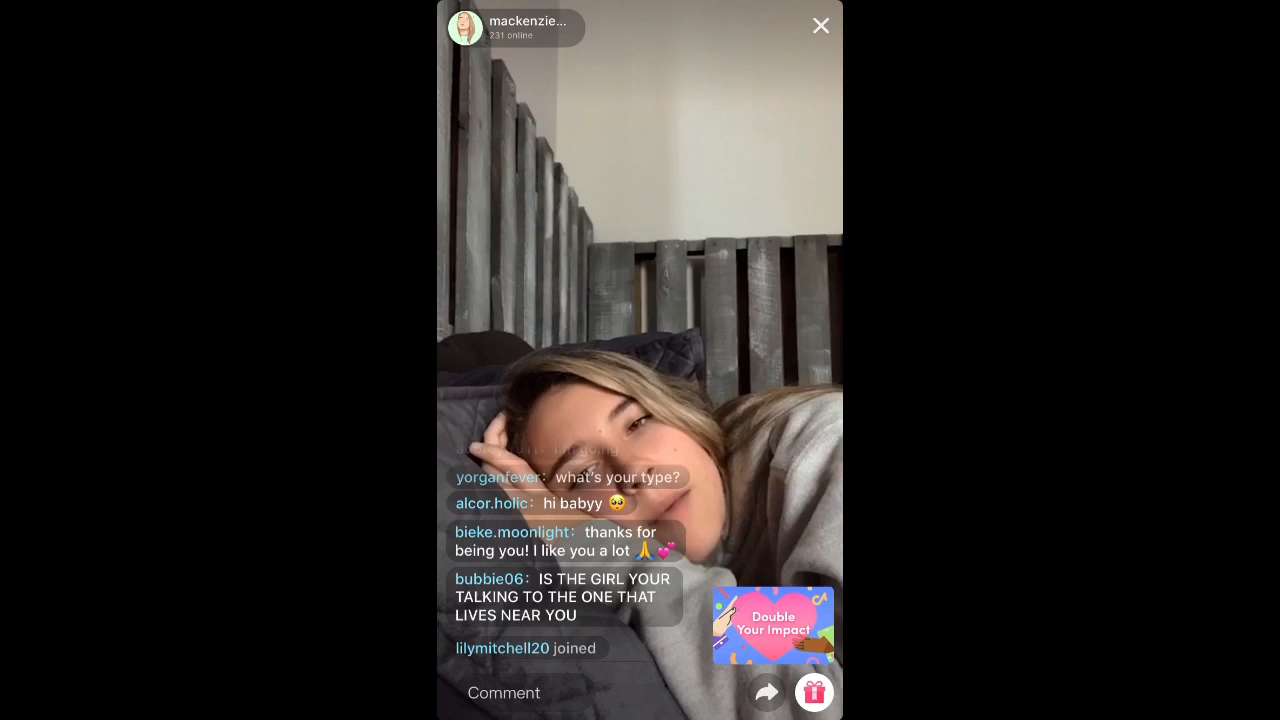 mackenzie...
231 online
yorganfever: what's your type?
alcor.holic: hi babyy 🥺
bieke.moonlight: thanks for
being you! I like you a lot 🙏💕
bubbie06: IS THE GIRL YOUR
TALKING TO THE ONE THAT
LIVES NEAR YOU
lilymitchell20 joined
Double
Your Impact
Comment